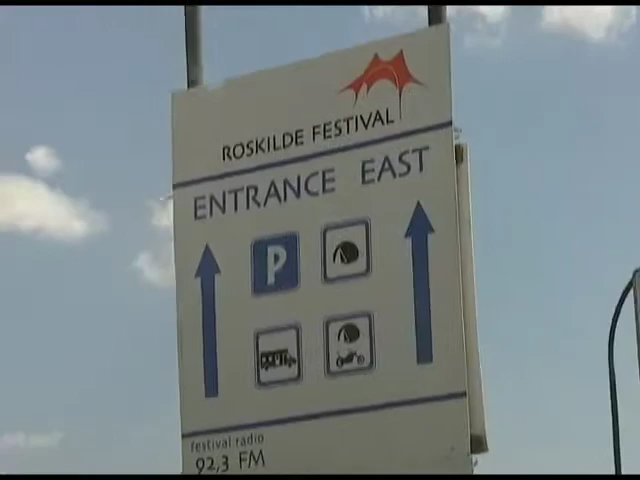 ROSKILDE FESTIVAL
ENTRANCE EAST
P
festival radio
92,3 FM